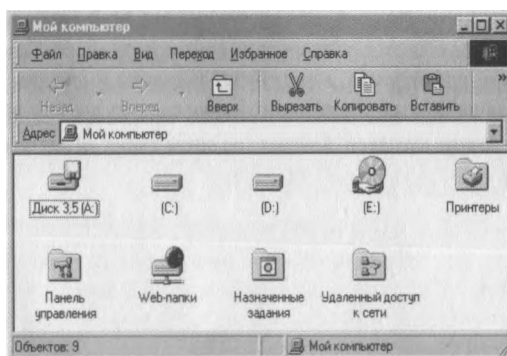 Мой компьютер
Файл Правка Вид Переход Избранное Справка
Назад Вперед Вверх Вырезать Копировать Вставить »
Адрес Мой компьютер
Диск 3,5 (A:) (C:) (D:) (E:) Принтеры
Панель управления Web-папки Назначенные задания Удаленный доступ к сети
Объектов: 9 Мой компьютер